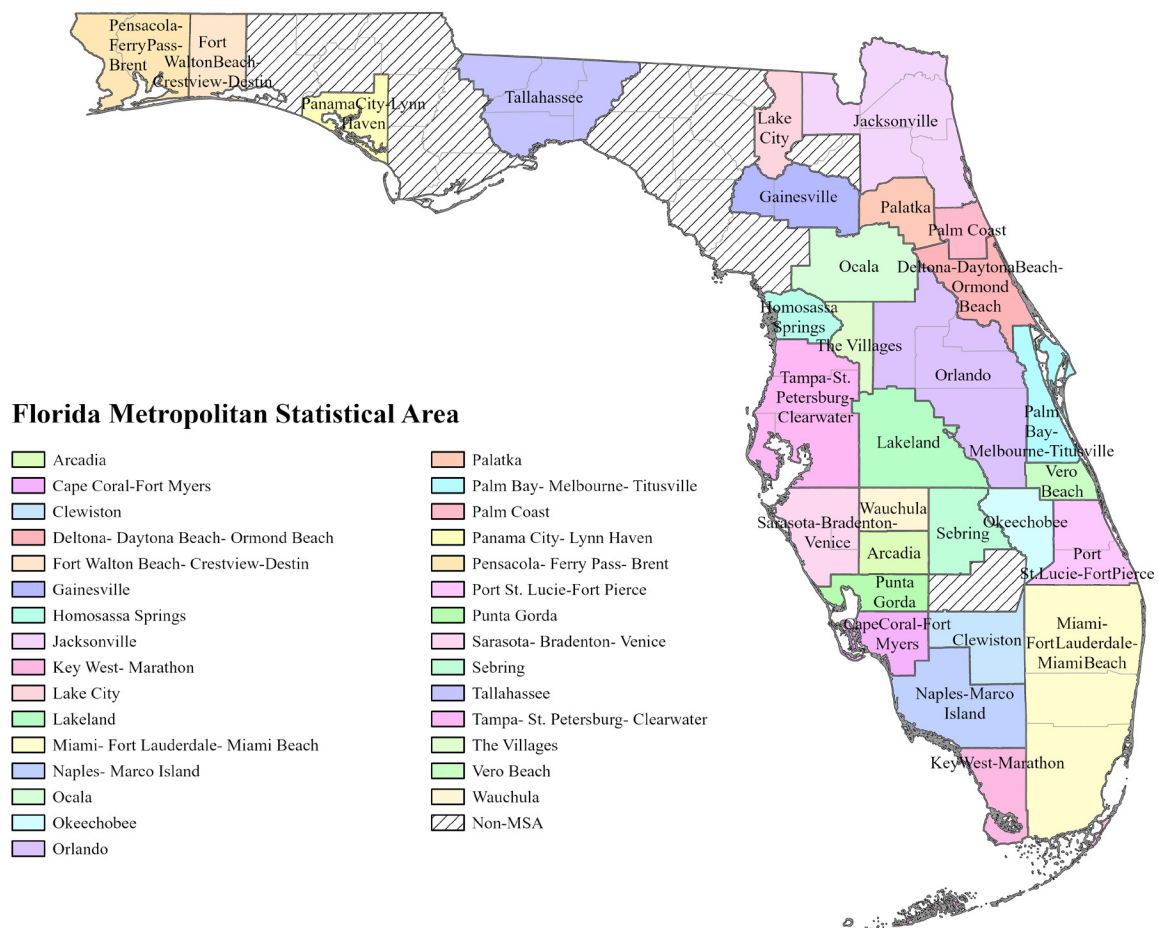 Pensacola-
FerryPass-
Brent
Fort
WaltonBeach-
Crestview-Destin
PanamaCity-Lynn
Haven
Tallahassee
Lake
City
Jacksonville
Gainesville
Palatka
Palm Coast
Ocala
Deltona-DaytonaBeach-
Ormond
Beach
Homosassa
Springs
The Villages
Orlando
Tampa-St.
Petersburg-
Clearwater
Lakeland
Palm
Bay-
Melbourne-Titusville
Vero
Beach
Wauchula
Sarasota-Bradenton-
Venice
Arcadia
Sebring
Okeechobee
Port
St.Lucie-FortPierce
Punta
Gorda
CapeCoral-Fort
Myers
Clewiston
Miami-
FortLauderdale-
MiamiBeach
Naples-Marco
Island
KeyWest-Marathon
Florida Metropolitan Statistical Area
Arcadia
Cape Coral-Fort Myers
Clewiston
Deltona- Daytona Beach- Ormond Beach
Fort Walton Beach- Crestview-Destin
Gainesville
Homosassa Springs
Jacksonville
Key West- Marathon
Lake City
Lakeland
Miami- Fort Lauderdale- Miami Beach
Naples- Marco Island
Ocala
Okeechobee
Orlando
Palatka
Palm Bay- Melbourne- Titusville
Palm Coast
Panama City- Lynn Haven
Pensacola- Ferry Pass- Brent
Port St. Lucie-Fort Pierce
Punta Gorda
Sarasota- Bradenton- Venice
Sebring
Tallahassee
Tampa- St. Petersburg- Clearwater
The Villages
Vero Beach
Wauchula
Non-MSA